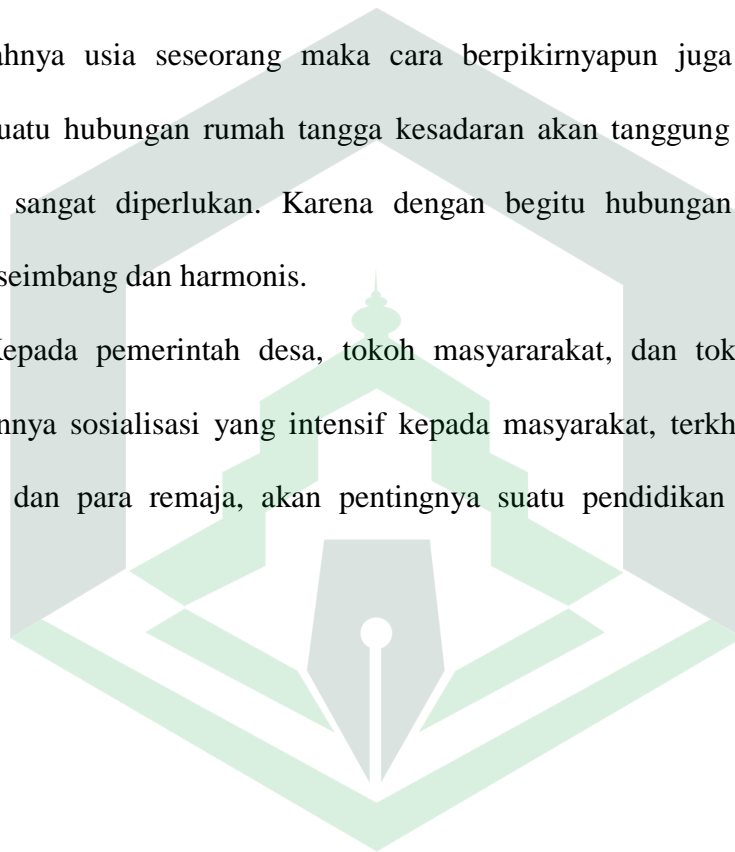 ahnya usia seseorang maka cara berpikirnyapun juga
uatu hubungan rumah tangga kesadaran akan tanggung
sangat diperlukan. Karena dengan begitu hubungan
seimbang dan harmonis.
Kepada pemerintah desa, tokoh masyararakat, dan tok
nnya sosialisasi yang intensif kepada masyarakat, terkh
dan para remaja, akan pentingnya suatu pendidikan